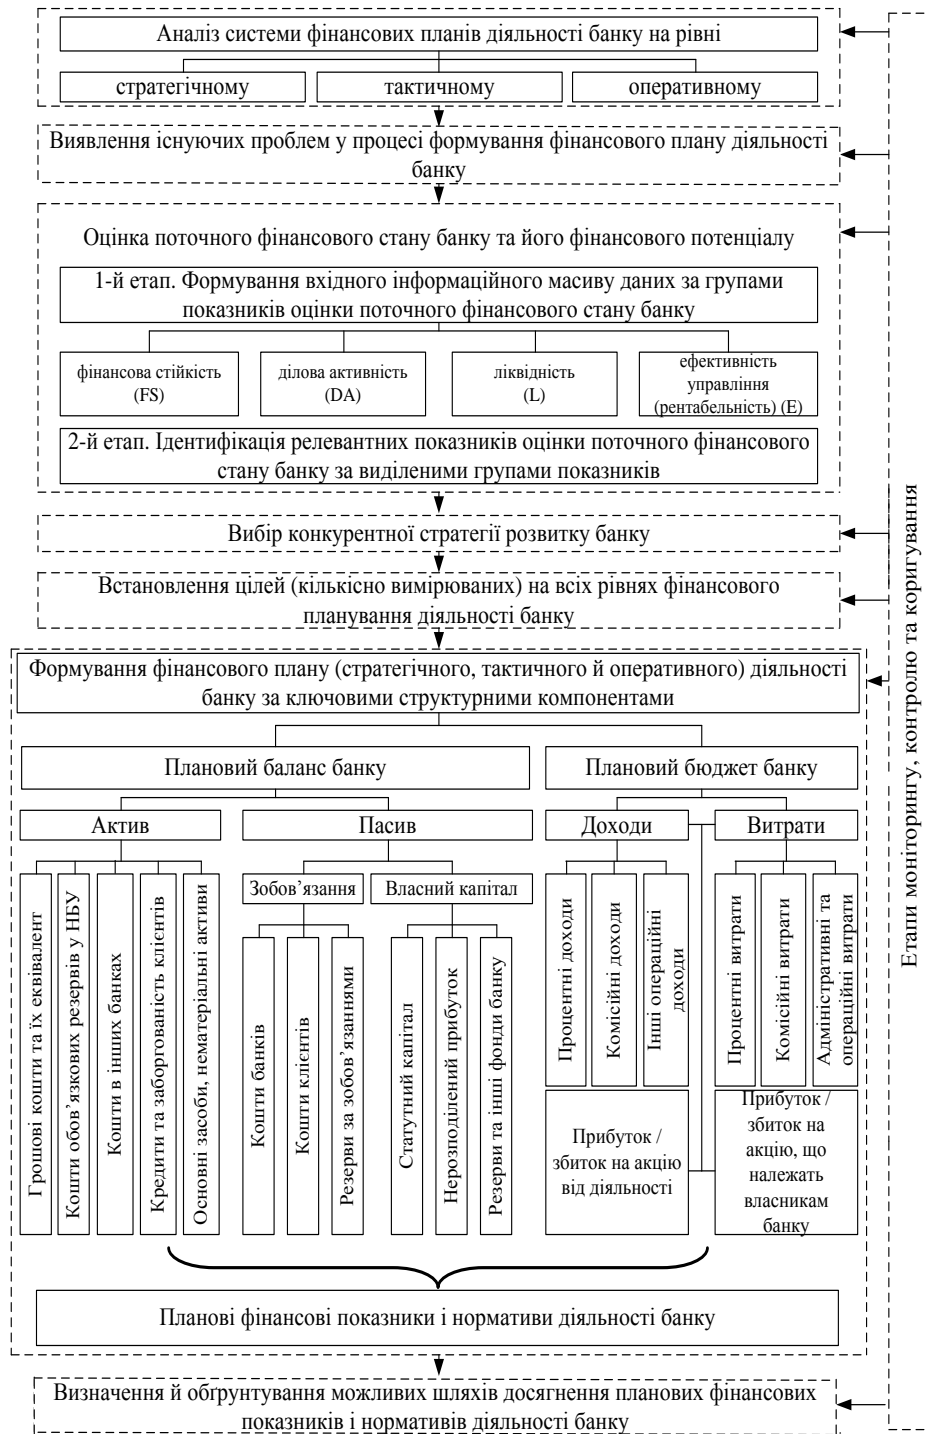 Аналіз системи фінансових планів діяльності банку на рівні
стратегічному
тактичному
оперативному
Виявлення існуючих проблем у процесі формування фінансового плану діяльності
банку
Оцінка поточного фінансового стану банку та його фінансового потенціалу
1-й етап. Формування вхідного інформаційного масиву даних за групами
показників оцінки поточного фінансового стану банку
фінансова стійкість
(FS)
ділова активність
(DA)
ліквідність
(L)
ефективність
управління
(рентабельність) (E)
2-й етап. Ідентифікація релевантних показників оцінки поточного фінансового
стану банку за виділеними групами показників
Вибір конкурентної стратегії розвитку банку
Встановлення цілей (кількісно вимірюваних) на всіх рівнях фінансового
планування діяльності банку
Формування фінансового плану (стратегічного, тактичного й оперативного) діяльності
банку за ключовими структурними компонентами
Плановий баланс банку
Плановий бюджет банку
Актив
Пасив
Доходи
Витрати
Зобов’язання
Власний капітал
Грошові кошти та їх еквівалент
Кошти обов’язкових резервів у НБУ
Кошти в інших банках
Кредити та заборгованість клієнтів
Основні засоби, нематеріальні активи
Кошти банків
Кошти клієнтів
Резерви за зобов’язаннями
Статутний капітал
Нерозподілений прибуток
Резерви та інші фонди банку
Процентні доходи
Комісійні доходи
Інші операційні
доходи
Процентні витрати
Комісійні витрати
Адміністративні та
операційні витрати
Прибуток /
збиток на акцію
від діяльності
Прибуток /
збиток на
акцію, що
належать
власникам
банку
Планові фінансові показники і нормативи діяльності банку
Визначення й обґрунтування можливих шляхів досягнення планових фінансових
показників і нормативів діяльності банку
Етапи моніторингу, контролю та коригування